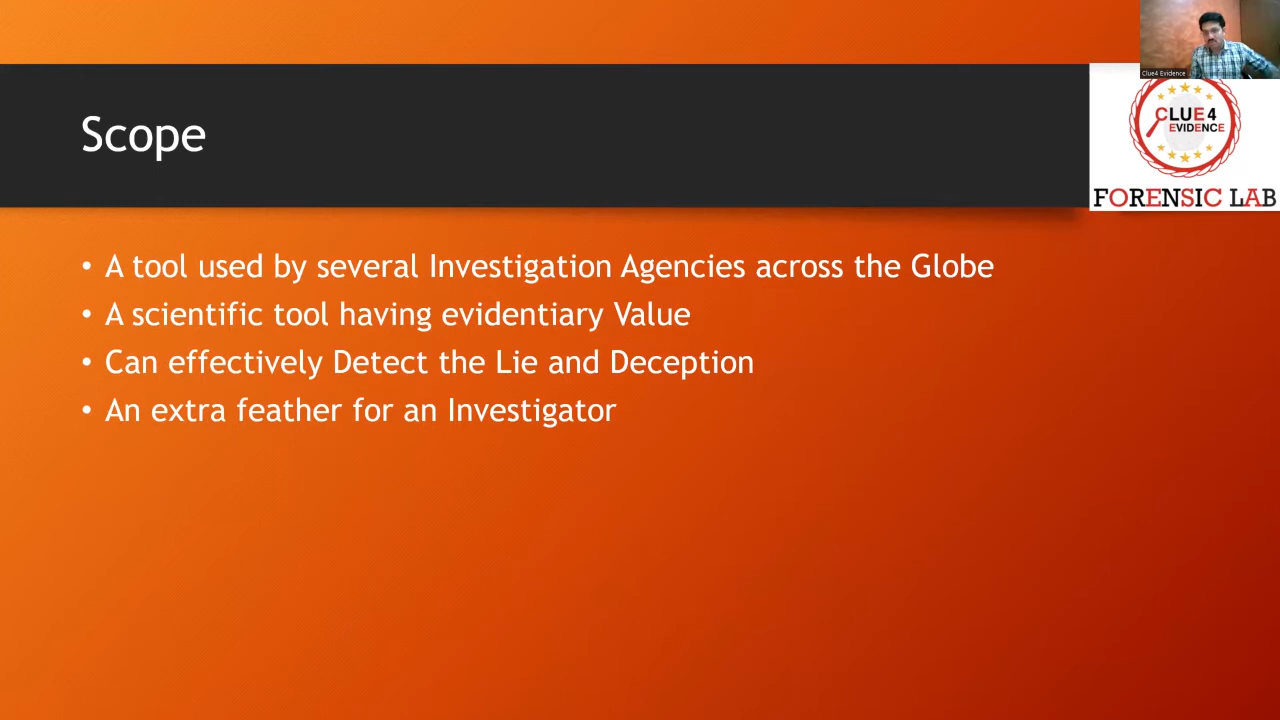 Clue4 Evidence
Scope
CLUE 4
EVIDENCE
FORENSIC LAB
• A tool used by several Investigation Agencies across the Globe
• A scientific tool having evidentiary Value
• Can effectively Detect the Lie and Deception
• An extra feather for an Investigator